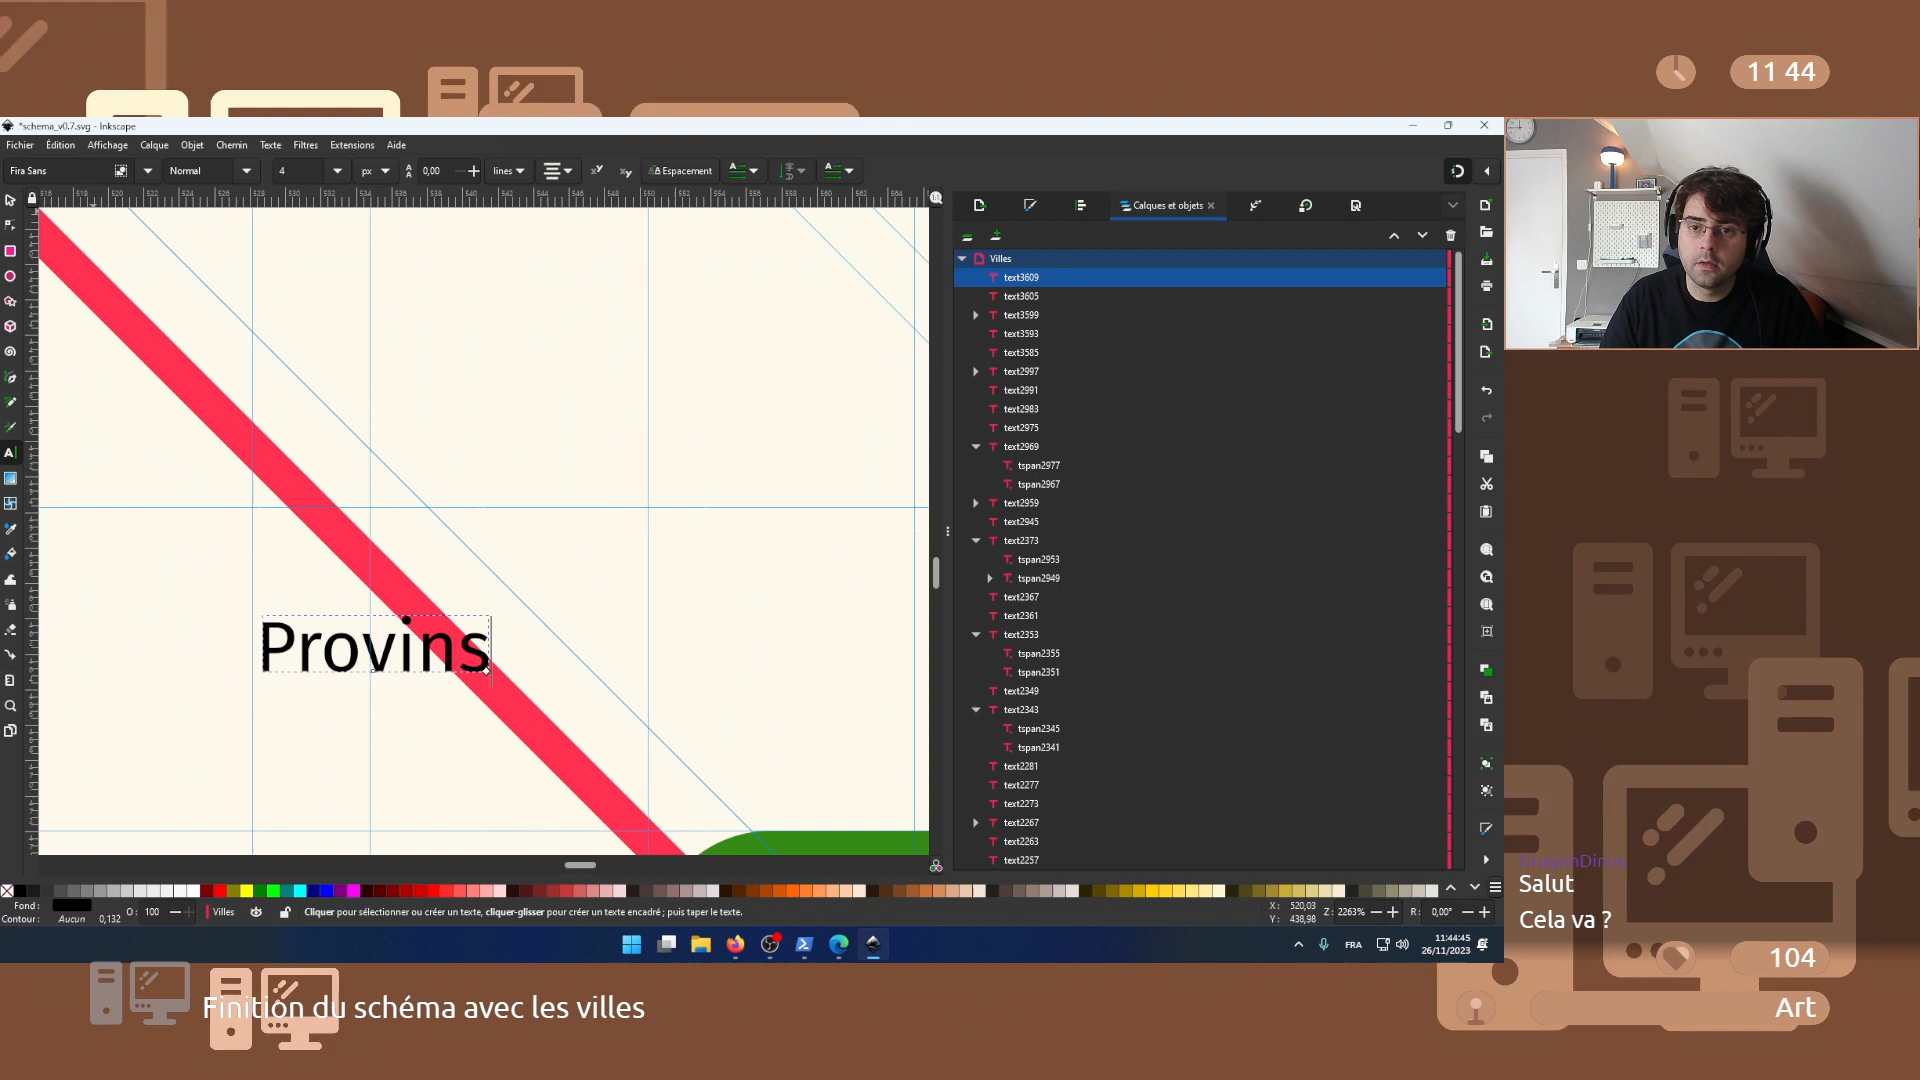 11 44
*schema_v0.7.svg - Inkscape
Fichier Édition Affichage Calque Objet Chemin Texte Filtres Extensions Aide
Fira Sans Normal 4 px 0,00 lines Espacement
Calques et objets
Villes
text3609
text3605
text3599
text3593
text3585
text2997
text2991
text2983
text2975
text2969
tspan2977
tspan2967
text2959
text2945
text2373
tspan2953
tspan2949
text2367
text2361
text2353
tspan2355
tspan2351
text2349
text2343
tspan2345
tspan2341
text2281
text2277
text2273
text2267
text2263
text2257
Provins
Fond :
Contour : Aucun 0,132
O : 100
Villes
Cliquer pour sélectionner ou créer un texte, cliquer-glisser pour créer un texte encadré ; puis taper le texte.
X : 520,03
Y : 438,98
Z : 2263%
R : 0,00°
FRA
11:44:45
26/11/2023
DragonDinos
Salut
Cela va ?
104
Finition du schéma avec les villes
Art